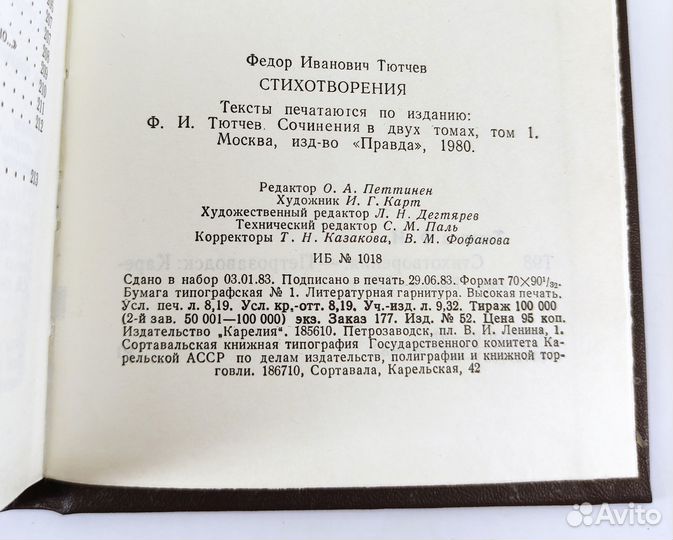 Федор Иванович Тютчев
СТИХОТВОРЕНИЯ
Тексты печатаются по изданию:
Ф. И. Тютчев. Сочинения в двух томах, том 1.
Москва, изд-во «Правда», 1980.
Редактор О. А. Петтинен
Художник И. Г. Карт
Художественный редактор Л. Н. Дегтярев
Технический редактор С. М. Паль
Корректоры Т. Н. Казакова, В. М. Фофанова
ИБ № 1018
Сдано в набор 03.01.83. Подписано в печать 29.06.83. Формат 70×90¹/₃₂.
Бумага типографская № 1. Литературная гарнитура. Высокая печать.
Усл. печ. л. 8,19. Усл. кр.-отт. 8,19. Уч.-изд. л. 9,32. Тираж 100 000
(2-й зав. 50 001—100 000) экз. Заказ 177. Изд. № 52. Цена 95 коп.
Издательство „Карелия". 185610. Петрозаводск, пл. В. И. Ленина, 1.
Сортавальская книжная типография Государственного комитета Ка-
рельской АССР по делам издательств, полиграфии и книжной тор-
говли. 186710, Сортавала, Карельская, 42
209
210
211
212
213
Avito